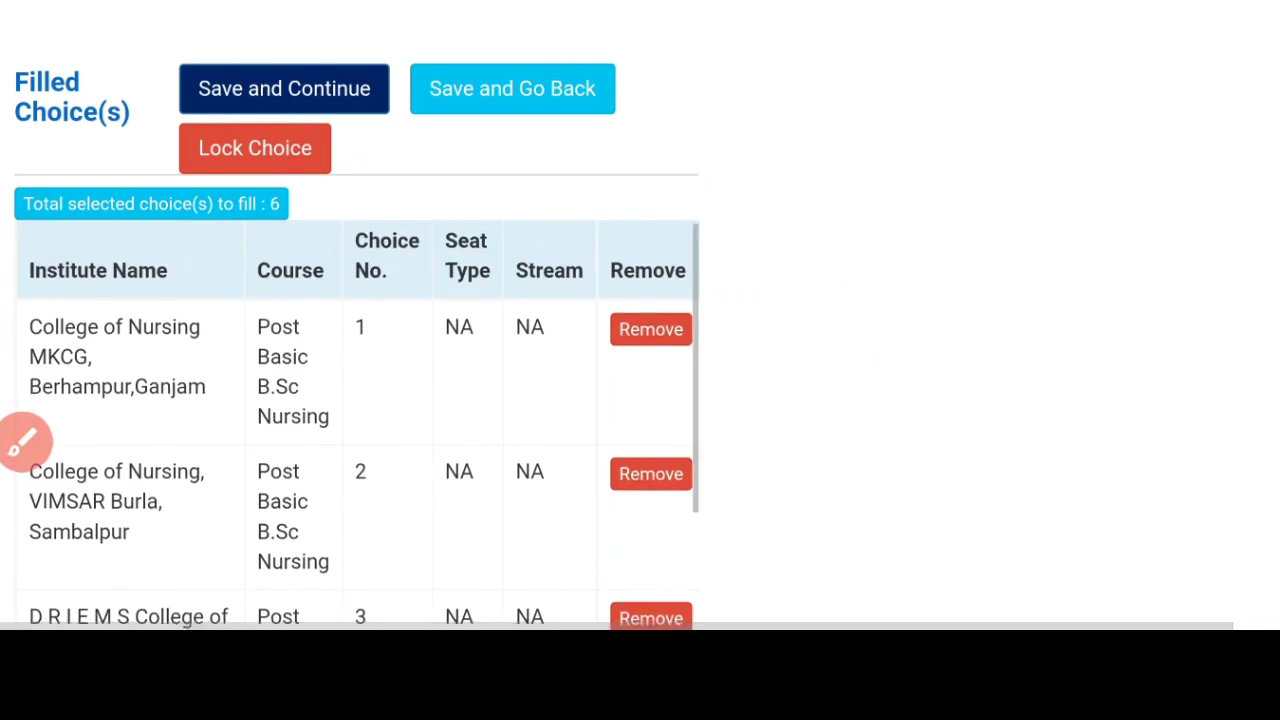 Filled
Choice(s)
Save and Continue
Save and Go Back
Lock Choice
Total selected choice(s) to fill : 6
Institute Name
Course
Choice
No.
Seat
Type
Stream
Remove
College of Nursing
MKCG,
Berhampur,Ganjam
Post
Basic
B.Sc
Nursing
1
NA
NA
Remove
College of Nursing,
VIMSAR Burla,
Sambalpur
Post
Basic
B.Sc
Nursing
2
NA
NA
Remove
D R I E M S College of
Post
3
NA
NA
Remove